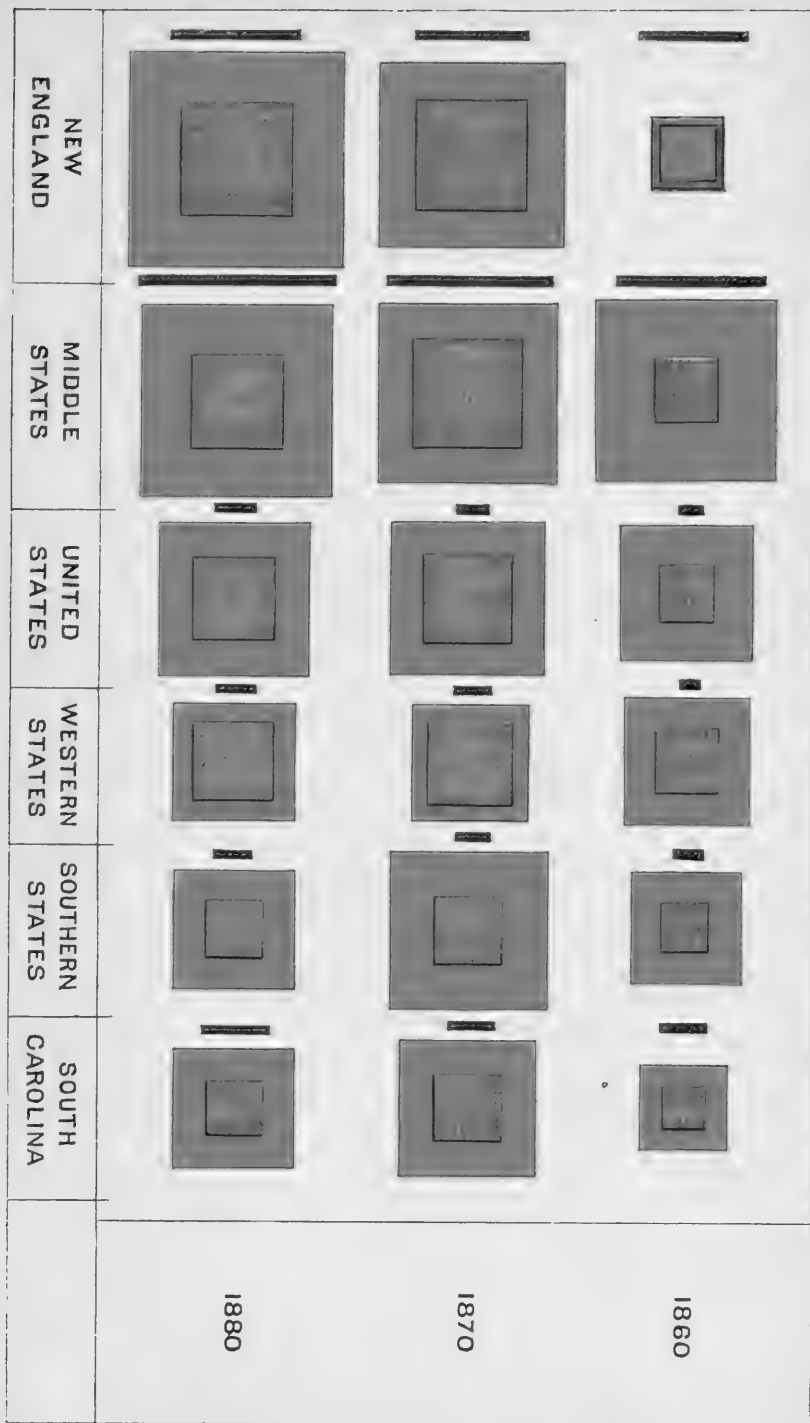 NEW
ENGLAND
MIDDLE
STATES
UNITED
STATES
WESTERN
STATES
SOUTHERN
STATES
SOUTH
CAROLINA
1860
1870
1880